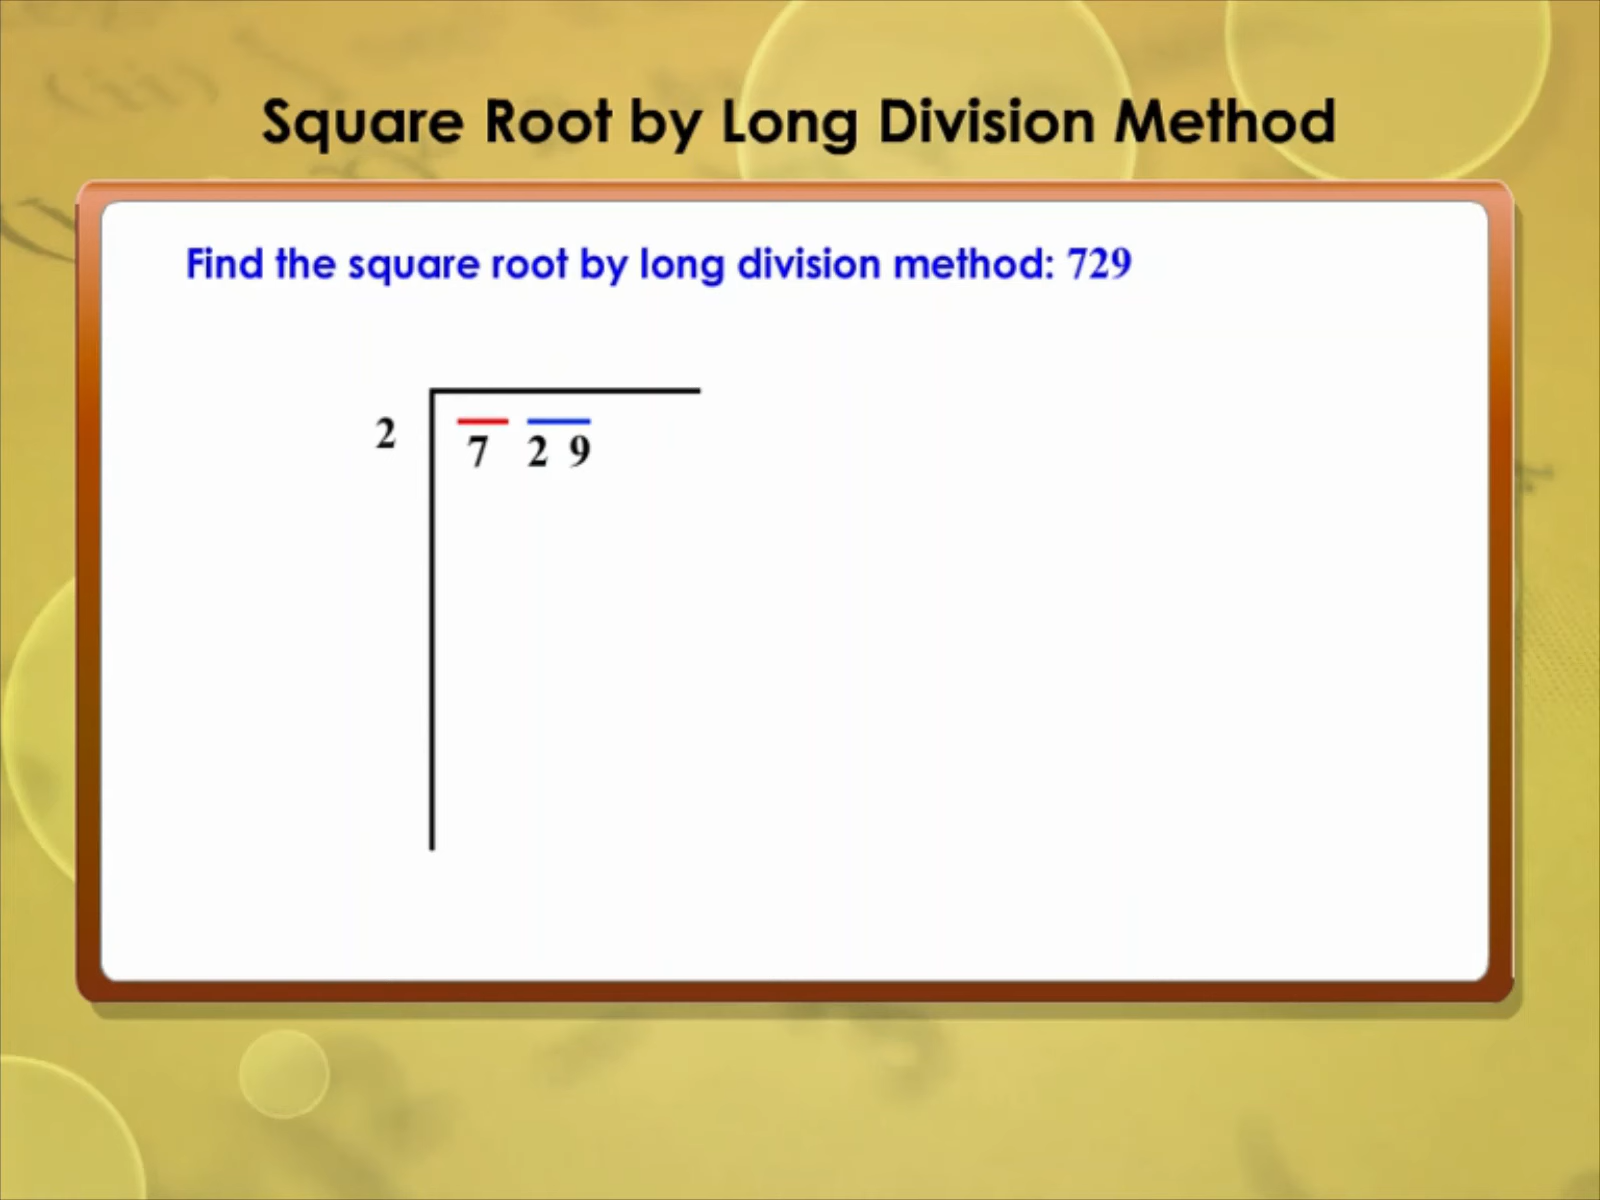 Square Root by Long Division Method
Find the square root by long division method: 729
2 7 2 9